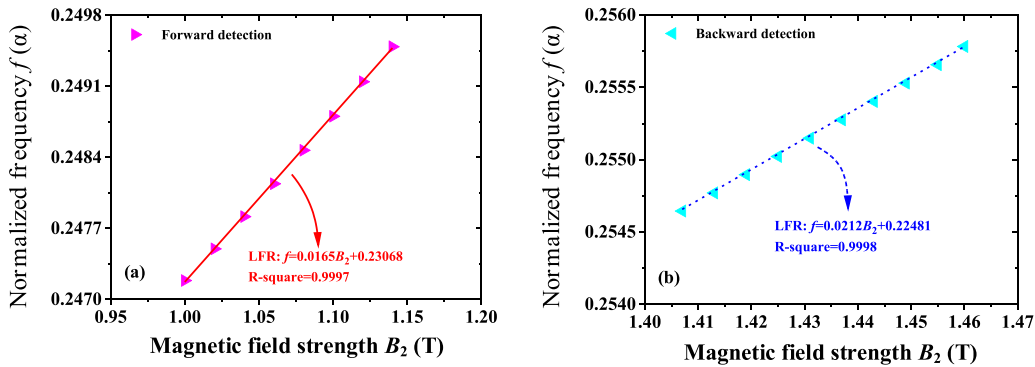 Forward detection
Normalized frequency f (α)
0.2498
0.2491
0.2484
0.2477
0.2470
LFR: f=0.0165B₂+0.23068
R-square=0.9997
(a)
0.95 1.00 1.05 1.10 1.15 1.20
Magnetic field strength B₂ (T)
Backward detection
Normalized frequency f (α)
0.2560
0.2555
0.2550
0.2545
0.2540
LFR: f=0.0212B₂+0.22481
R-square=0.9998
(b)
1.40 1.41 1.42 1.43 1.44 1.45 1.46 1.47
Magnetic field strength B₂ (T)